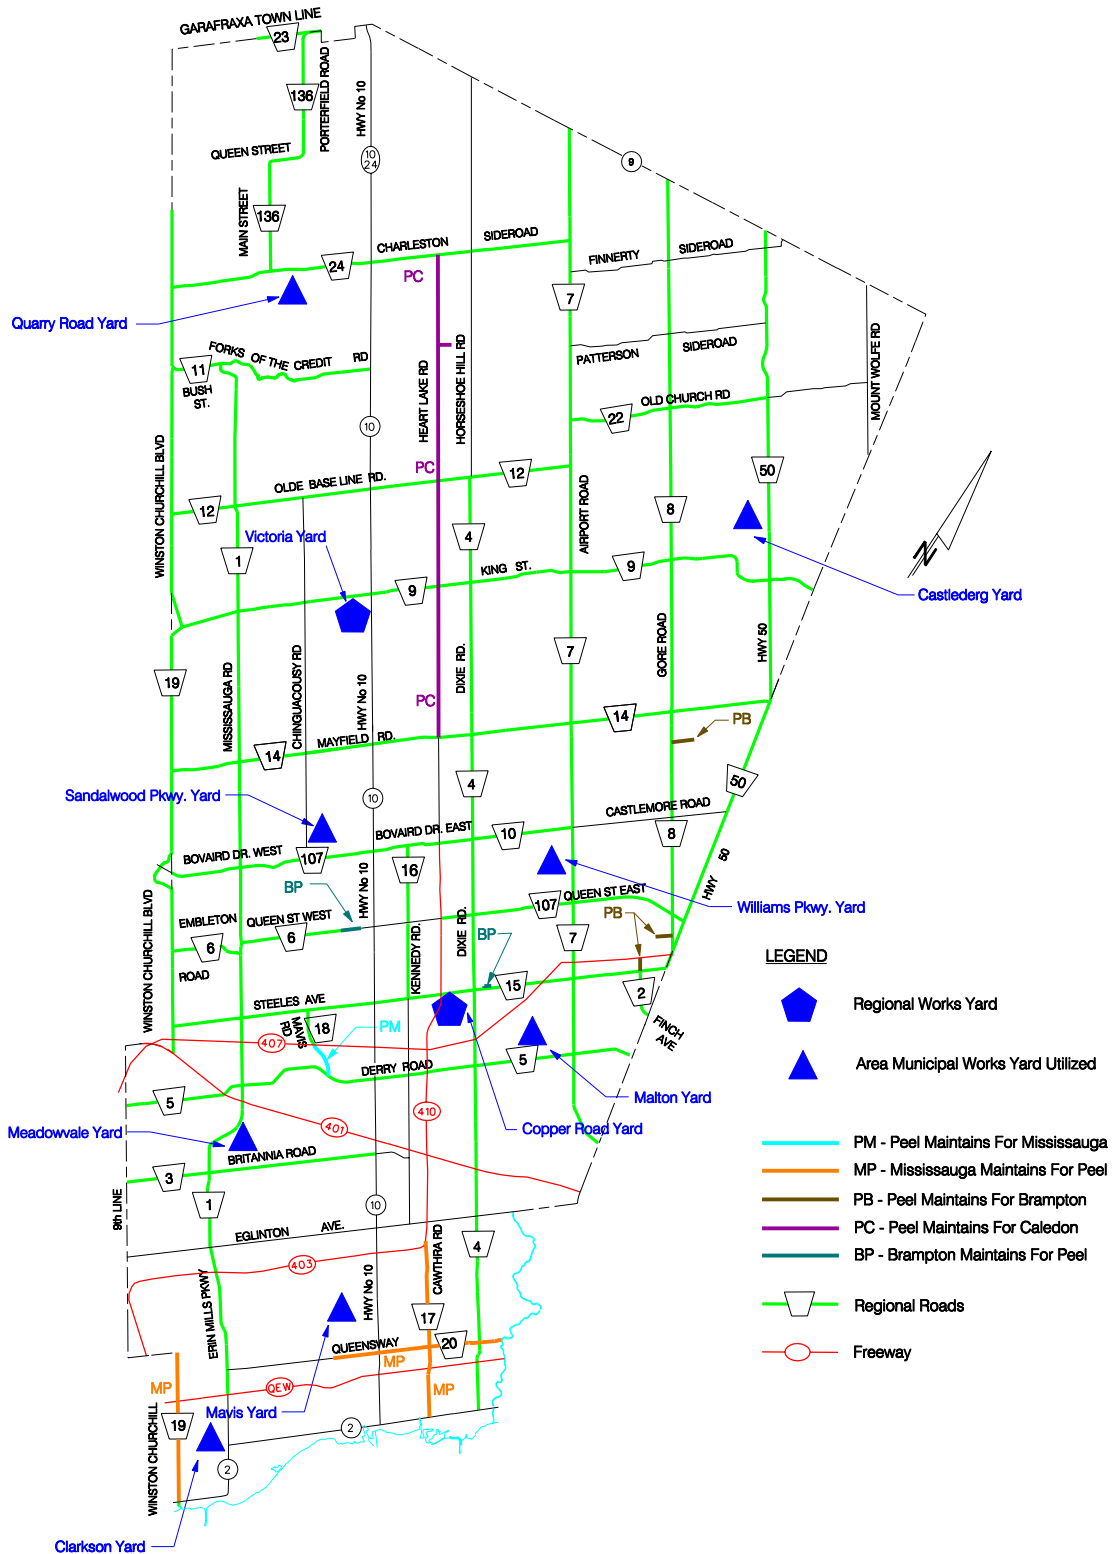 GARAFRAXA TOWN LINE
23
136
PORTERFIELD ROAD
HWY No 10
10
24
QUEEN STREET
9
MAIN STREET
136
CHARLESTON SIDEROAD
24
PC
FINNERTY SIDEROAD
7
Quarry Road Yard
FORKS OF THE CREDIT RD
11
BUSH
ST.
HEART LAKE RD
HORSESHOE HILL RD
PATTERSON SIDEROAD
MOUNT WOLFE RD
OLD CHURCH RD
22
10
WINSTON CHURCHILL BLVD
PC
12
OLDE BASE LINE RD.
12
50
AIRPORT ROAD
8
Victoria Yard
1
4
N
KING ST.
9
9
Castlederg Yard
19
MISSISSAUGA RD
CHINGUACOUSY RD
HWY No 10
DIXIE RD.
7
GORE ROAD
HWY 50
PC
14
PB
14
MAYFIELD RD.
4
50
Sandalwood Pkwy. Yard
10
CASTLEMORE ROAD
BOVAIRD DR. EAST
10
8
BOVAIRD DR. WEST
107
16
HWY 50
WINSTON CHURCHILL BLVD
BP
HWY No 10
QUEEN ST EAST
107
Williams Pkwy. Yard
EMBLETON
QUEEN ST WEST
6
6
ROAD
KENNEDY RD.
DIXIE RD.
BP
7
PB
LEGEND
STEELES AVE
15
2
Regional Works Yard
MAVIS
RD
18
PM
FINCH
AVE
407
DERRY ROAD
5
Area Municipal Works Yard Utilized
5
410
Malton Yard
401
Meadowvale Yard
Copper Road Yard
PM - Peel Maintains For Mississauga
BRITANNIA ROAD
3
MP - Mississauga Maintains For Peel
9th LINE
1
10
PB - Peel Maintains For Brampton
EGLINTON AVE.
CAWTHRA RD
4
PC - Peel Maintains For Caledon
403
BP - Brampton Maintains For Peel
ERIN MILLS PKWY
HWY No 10
17
Regional Roads
QUEENSWAY
20
MP
Freeway
MP
QEW
MP
Mavis Yard
WINSTON CHURCHILL
19
2
2
Clarkson Yard